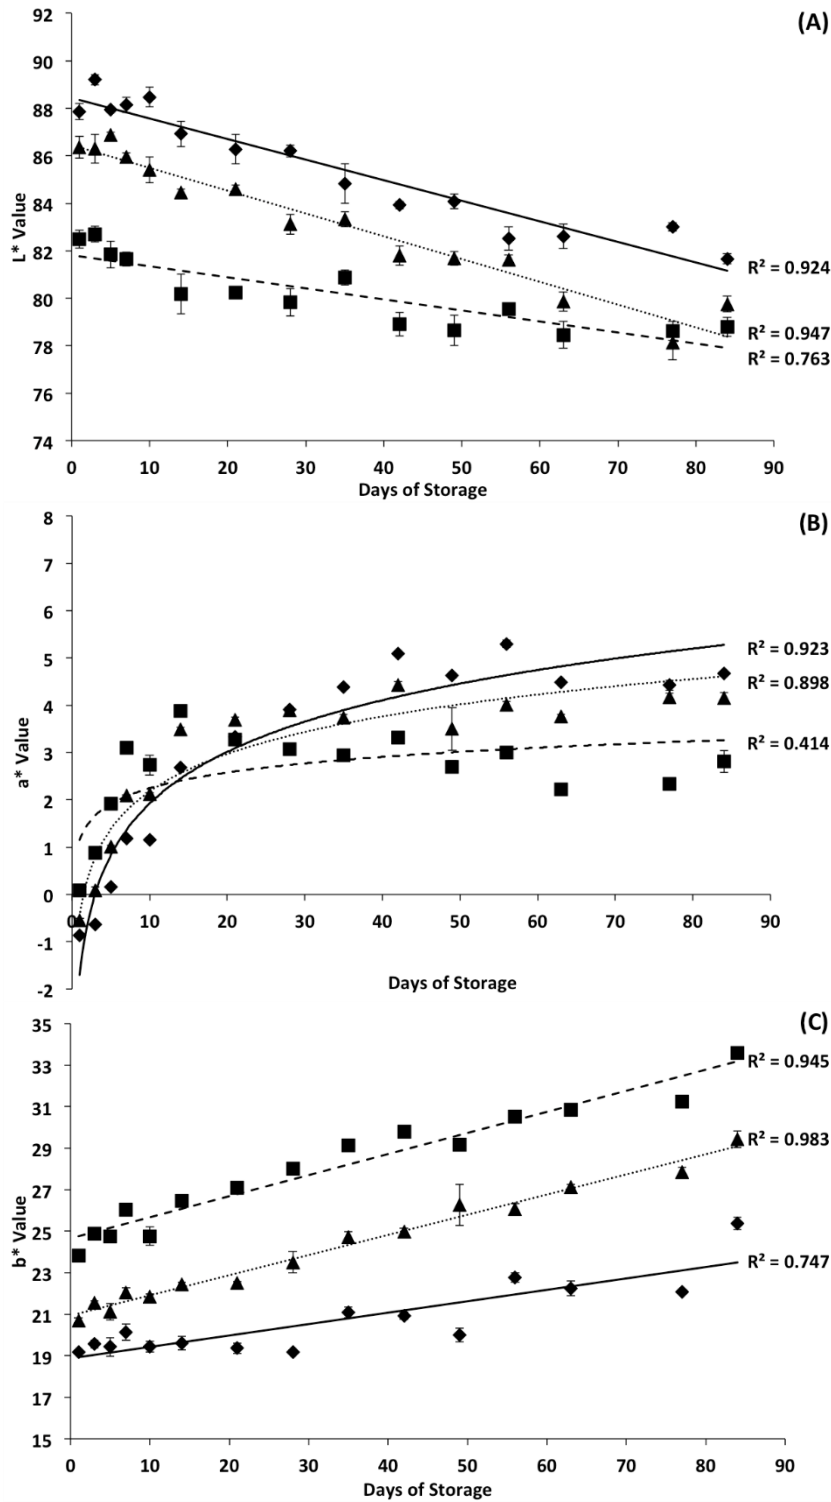 (A)
92
90
88
86
84
82
80
78
76
74
L* Value
R² = 0.924
R² = 0.947
R² = 0.763
0 10 20 30 40 50 60 70 80 90
Days of Storage
(B)
8
7
6
5
4
3
2
1
0
-1
-2
a* Value
R² = 0.923
R² = 0.898
R² = 0.414
0 10 20 30 40 50 60 70 80 90
Days of Storage
(C)
35
33
31
29
27
25
23
21
19
17
15
b* Value
R² = 0.945
R² = 0.983
R² = 0.747
0 10 20 30 40 50 60 70 80 90
Days of Storage